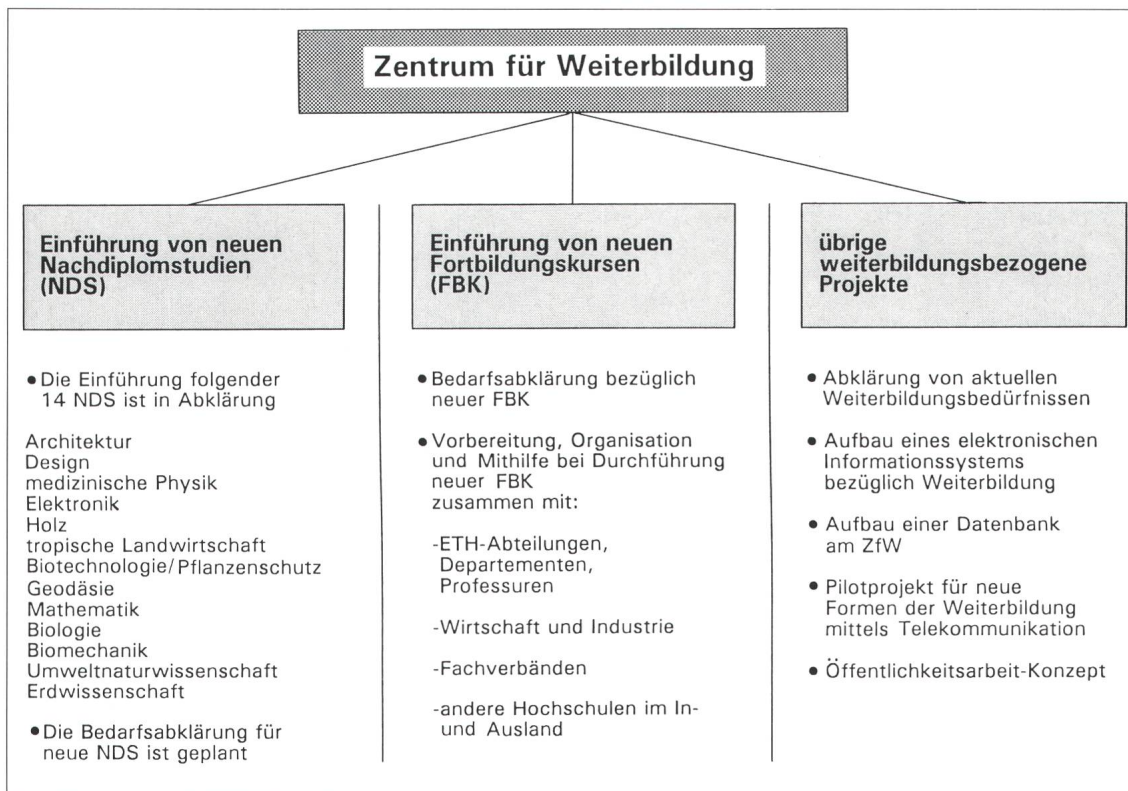 Zentrum für Weiterbildung
Einführung von neuen
Nachdiplomstudien
(NDS)
• Die Einführung folgender
14 NDS ist in Abklärung
Architektur
Design
medizinische Physik
Elektronik
Holz
tropische Landwirtschaft
Biotechnologie/Pflanzenschutz
Geodäsie
Mathematik
Biologie
Biomechanik
Umweltnaturwissenschaft
Erdwissenschaft
• Die Bedarfsabklärung für
neue NDS ist geplant
Einführung von neuen
Fortbildungskursen
(FBK)
• Bedarfsabklärung bezüglich
neuer FBK
• Vorbereitung, Organisation
und Mithilfe bei Durchführung
neuer FBK
zusammen mit:
-ETH-Abteilungen,
Departementen,
Professuren
-Wirtschaft und Industrie
-Fachverbänden
-andere Hochschulen im In-
und Ausland
übrige
weiterbildungsbezogene
Projekte
• Abklärung von aktuellen
Weiterbildungsbedürfnissen
• Aufbau eines elektronischen
Informationssystems
bezüglich Weiterbildung
• Aufbau einer Datenbank
am ZfW
• Pilotprojekt für neue
Formen der Weiterbildung
mittels Telekommunikation
• Öffentlichkeitsarbeit-Konzept